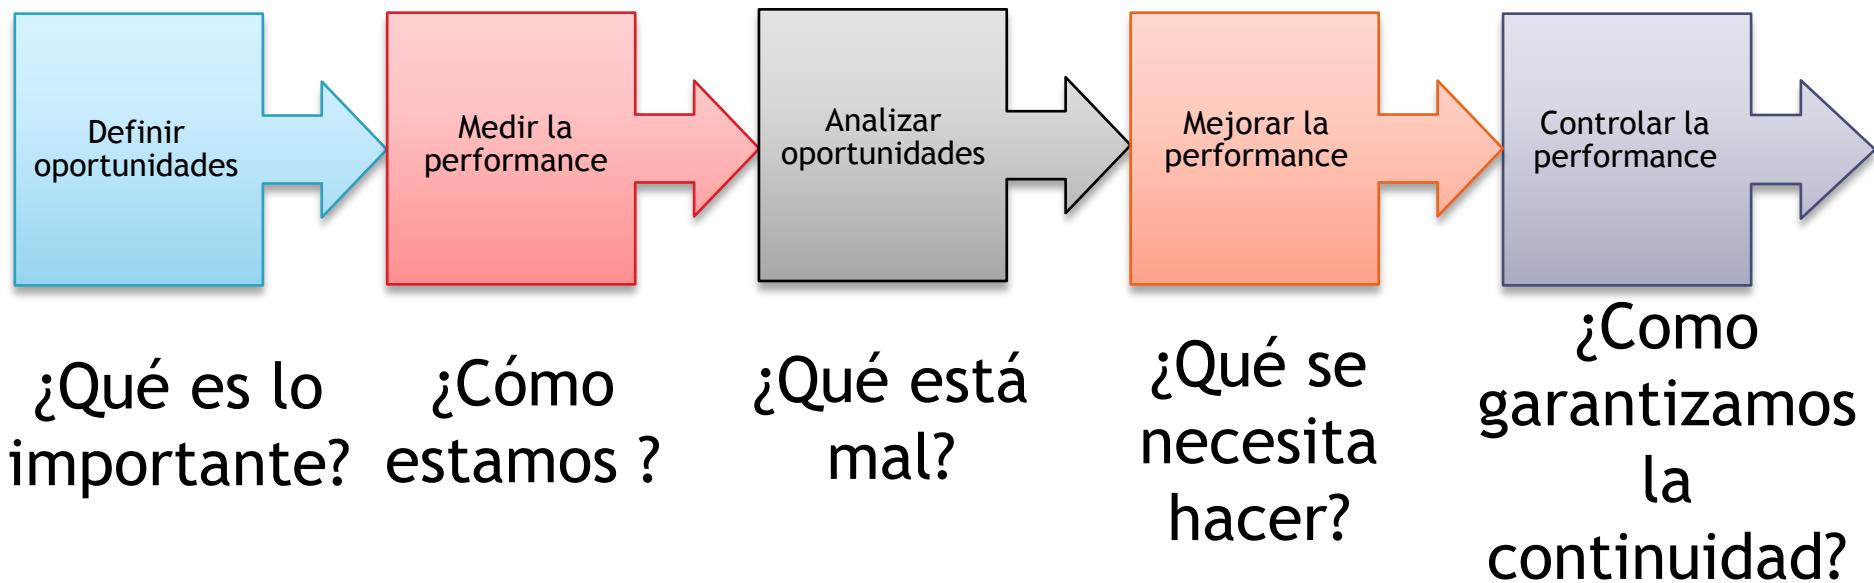 Definir
oportunidades
Medir la
performance
Analizar
oportunidades
Mejorar la
performance
Controlar la
performance
¿Qué es lo
importante?
¿Cómo
estamos ?
¿Qué está
mal?
¿Qué se
necesita
hacer?
¿Como
garantizamos
la
continuidad?